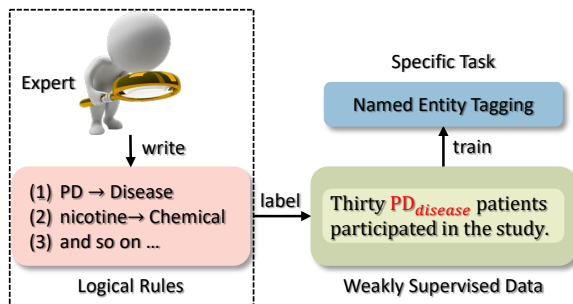 Expert
write
(1) PD → Disease
(2) nicotine→ Chemical
(3) and so on ...
Logical Rules
label
Specific Task
Named Entity Tagging
train
Thirty PD_disease patients
participated in the study.
Weakly Supervised Data